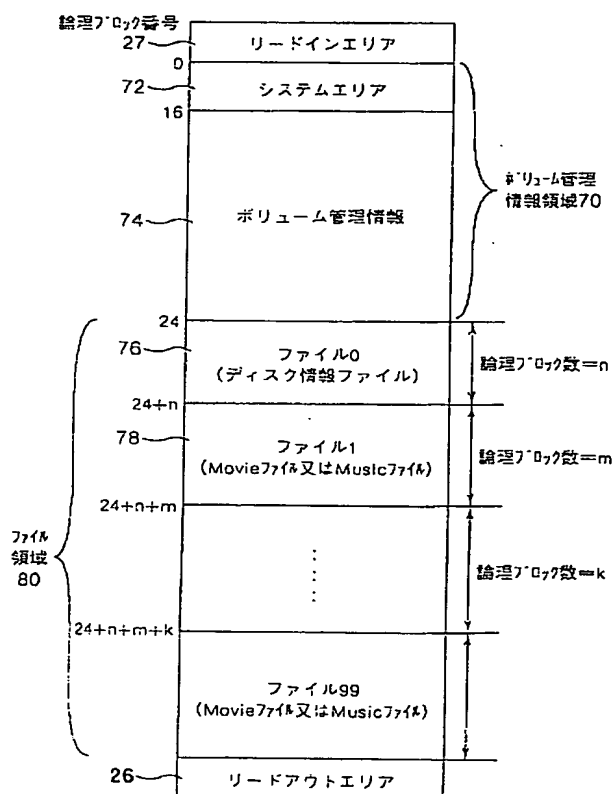 論理ブロック番号
27
リードインエリア
0
72
システムエリア
16
ボリューム管理
情報領域70
74
ボリューム管理情報
24
76
ファイル0
(ディスク情報ファイル)
論理ブロック数=n
24+n
78
ファイル1
(Movieファイル又はMusicファイル)
論理ブロック数=m
24+n+m
ファイル
領域
80
論理ブロック数=k
24+n+m+k
ファイル99
(Movieファイル又はMusicファイル)
26
リードアウトエリア